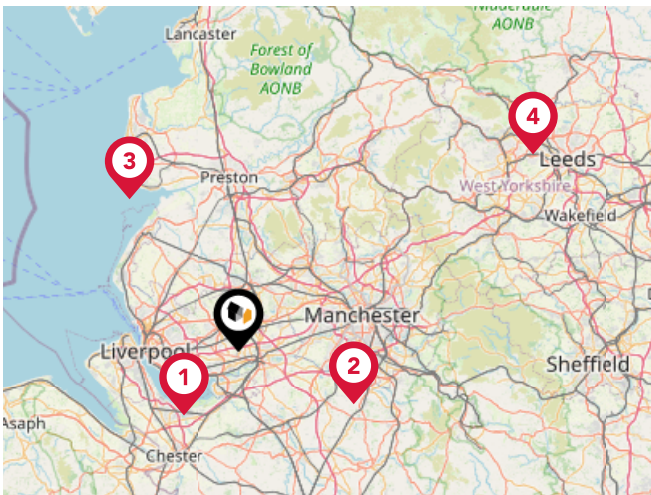 Nidderdale
AONB
Lancaster
Forest of
Bowland
AONB
4
3
Leeds
Preston
West Yorkshire
Wakefield
Manchester
Liverpool
2
Sheffield
1
Asaph
Chester